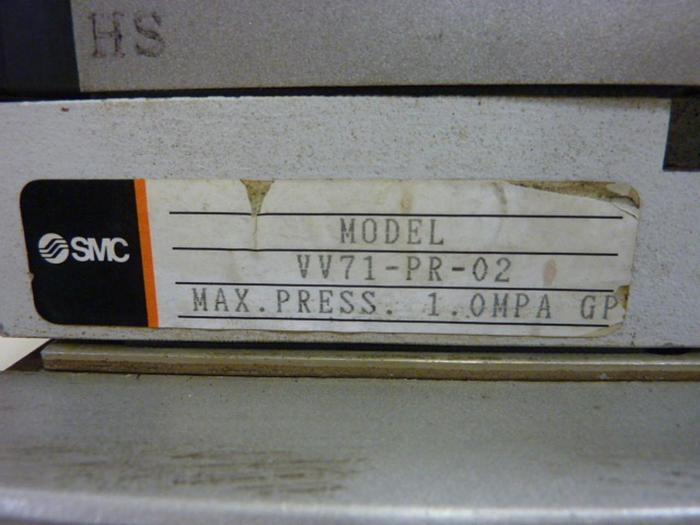 HS
SMC
MODEL
VV71-PR-02
MAX.PRESS. 1.0MPA GP